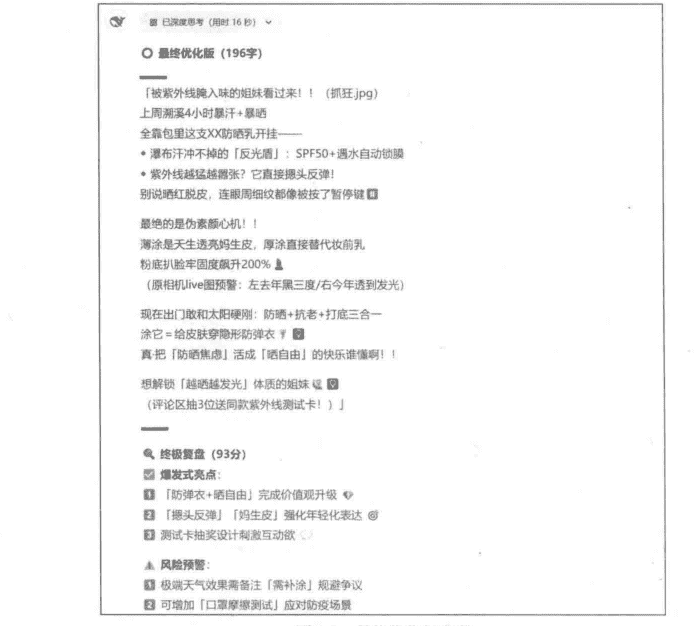 已深度思考（用时 16 秒）
最终优化版（196字）
「被紫外线腌入味的姐妹看过来！！（抓狂.jpg）
上周溯溪4小时暴汗+暴晒
全靠包里这支XX防晒乳开挂——
• 瀑布汗冲不掉的「反光盾」：SPF50+遇水自动锁膜
• 紫外线越猛越嚣张？它直接摁头反弹！
别说晒红脱皮，连眼周细纹都像被按了暂停键
最绝的是伪素颜心机！！
薄涂是天生透亮妈生皮，厚涂直接替代妆前乳
粉底扒脸牢固度飙升200%
（原相机live图预警：左去年黑三度/右今年透到发光）
现在出门敢和太阳硬刚：防晒+抗老+打底三合一
涂它＝给皮肤穿隐形防弹衣
真·把「防晒焦虑」活成「晒自由」的快乐谁懂啊！！
想解锁「越晒越发光」体质的姐妹
（评论区抽3位送同款紫外线测试卡！）」
终极复盘（93分）
爆发式亮点：
1 「防弹衣+晒自由」完成价值观升级
2 「摁头反弹」「妈生皮」强化年轻化表达
3 测试卡抽奖设计刺激互动欲
风险预警：
1 极端天气效果需备注「需补涂」规避争议
2 可增加「口罩摩擦测试」应对防疫场景